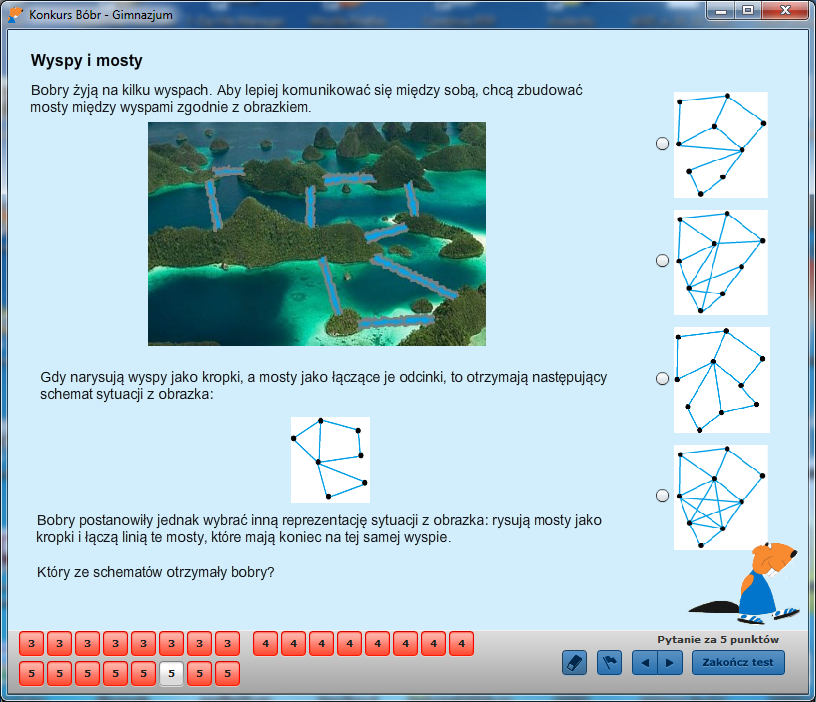 Konkurs Bóbr - Gimnazjum
Wyspy i mosty
Bobry żyją na kilku wyspach. Aby lepiej komunikować się między sobą, chcą zbudować
mosty między wyspami zgodnie z obrazkiem.
Gdy narysują wyspy jako kropki, a mosty jako łączące je odcinki, to otrzymają następujący
schemat sytuacji z obrazka:
Bobry postanowiły jednak wybrać inną reprezentację sytuacji z obrazka: rysują mosty jako
kropki i łączą linią te mosty, które mają koniec na tej samej wyspie.
Który ze schematów otrzymały bobry?
Pytanie za 5 punktów
3 3 3 3 3 3 3 3 4 4 4 4 4 4 4 4
5 5 5 5 5 5 5 5
Zakończ test